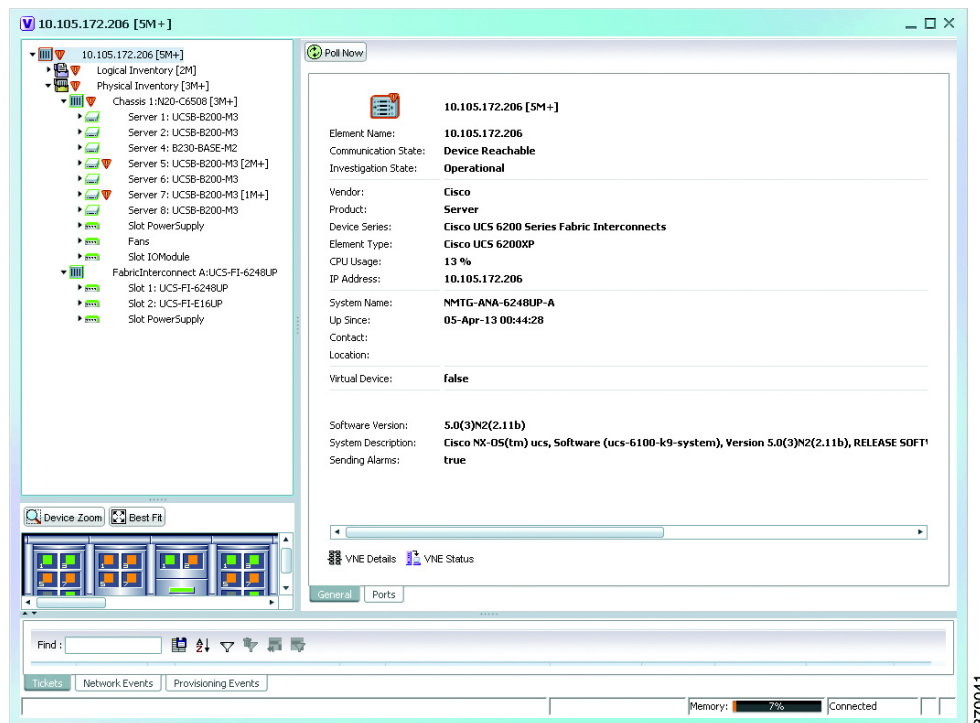 10.105.172.206 [5M+]
10.105.172.206 [5M+]
Logical Inventory [2M]
Physical Inventory [3M+]
Chassis 1:N20-C6508 [3M+]
Server 1: UCSB-B200-M3
Server 2: UCSB-B200-M3
Server 4: B230-BASE-M2
Server 5: UCSB-B200-M3 [2M+]
Server 6: UCSB-B200-M3
Server 7: UCSB-B200-M3 [1M+]
Server 8: UCSB-B200-M3
Slot PowerSupply
Fans
Slot IOModule
FabricInterconnect A:UCS-FI-6248UP
Slot 1: UCS-FI-6248UP
Slot 2: UCS-FI-E16UP
Slot PowerSupply
Device Zoom Best Fit
Poll Now
10.105.172.206 [5M+]
Element Name: 10.105.172.206
Communication State: Device Reachable
Investigation State: Operational
Vendor: Cisco
Product: Server
Device Series: Cisco UCS 6200 Series Fabric Interconnects
Element Type: Cisco UCS 6200XP
CPU Usage: 13 %
IP Address: 10.105.172.206
System Name: NMTG-ANA-6248UP-A
Up Since: 05-Apr-13 00:44:28
Contact:
Location:
Virtual Device: false
Software Version: 5.0(3)N2(2.11b)
System Description: Cisco NX-OS(tm) ucs, Software (ucs-6100-k9-system), Version 5.0(3)N2(2.11b), RELEASE SOFT
Sending Alarms: true
VNE Details VNE Status
General Ports
Find :
Tickets Network Events Provisioning Events
Memory: 7% Connected